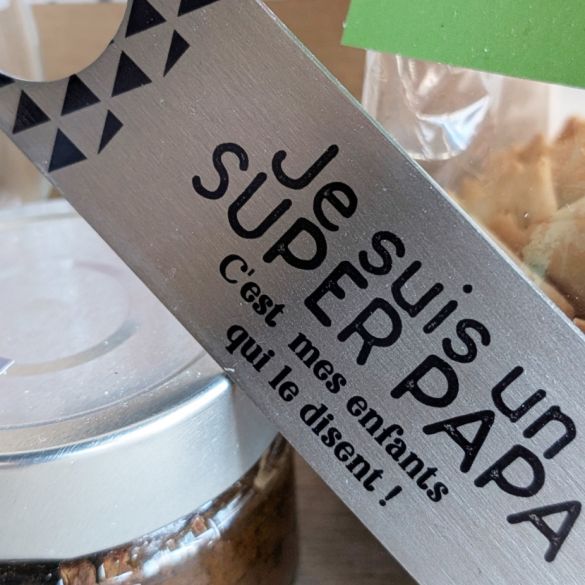 Je suis un
SUPER PAPA
C'est mes enfants
qui le disent !